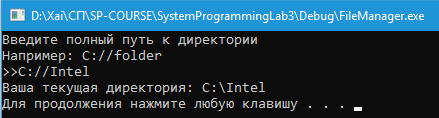 D:\Xai\СП\SP-COURSE\SystemProgrammingLab3\Debug\FileManager.exe
Введите полный путь к директории
Например: C://folder
>>C://Intel
Ваша текущая директория: C:\Intel
Для продолжения нажмите любую клавишу . . .